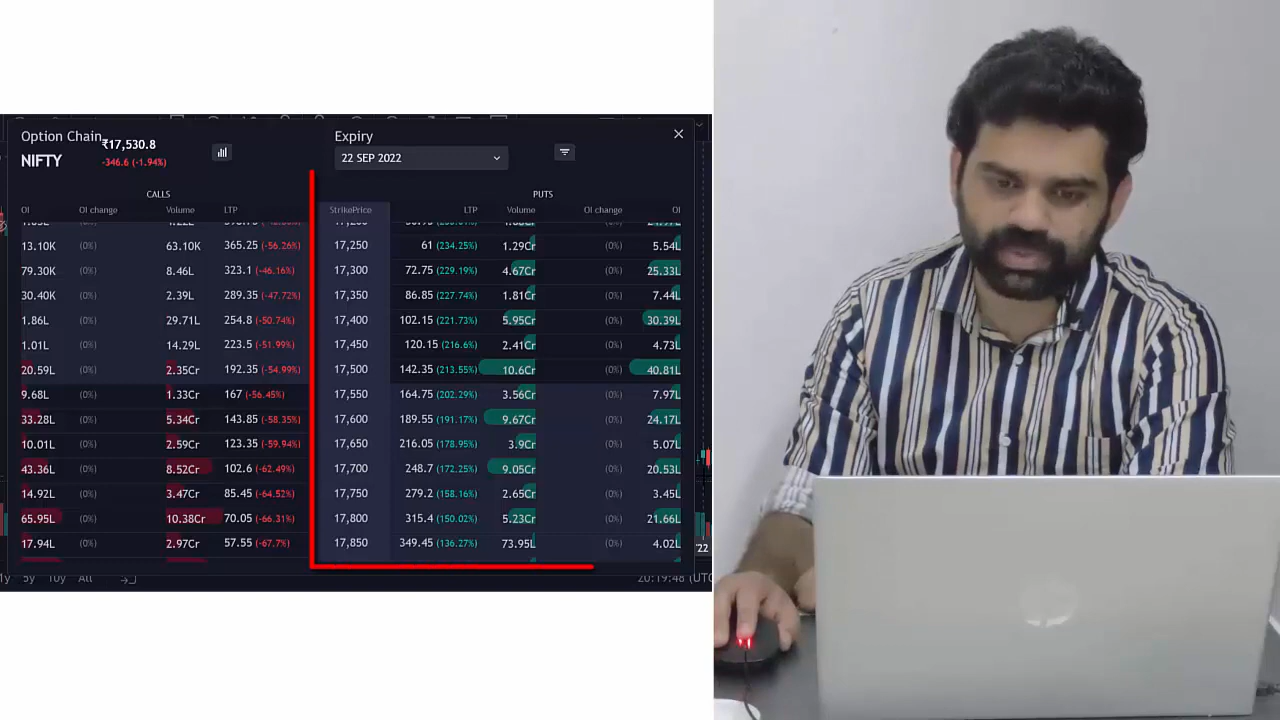 Option Chain
₹17,530.8
NIFTY
-346.6 (-1.94%)
Expiry
22 SEP 2022
CALLS PUTS
OI OI change Volume LTP StrikePrice LTP Volume OI change OI
13.10K (0%) 63.10K 365.25 (-56.26%) 17,250 61 (234.25%) 1.29Cr (0%) 5.54L
79.30K (0%) 8.46L 323.1 (-46.16%) 17,300 72.75 (229.19%) 4.67Cr (0%) 25.33L
30.40K (0%) 2.39L 289.35 (-47.72%) 17,350 86.85 (227.74%) 1.81Cr (0%) 7.44L
1.86L (0%) 29.71L 254.8 (-50.74%) 17,400 102.15 (221.73%) 5.95Cr (0%) 30.39L
1.01L (0%) 14.29L 223.5 (-51.99%) 17,450 120.15 (216.6%) 2.41Cr (0%) 4.73L
20.59L (0%) 2.35Cr 192.35 (-54.99%) 17,500 142.35 (213.55%) 10.6Cr (0%) 40.81L
9.68L (0%) 1.33Cr 167 (-56.45%) 17,550 164.75 (202.29%) 3.56Cr (0%) 7.97L
33.28L (0%) 5.34Cr 143.85 (-58.35%) 17,600 189.55 (191.17%) 9.67Cr (0%) 24.17L
10.01L (0%) 2.59Cr 123.35 (-59.94%) 17,650 216.05 (178.95%) 3.9Cr (0%) 5.07L
43.36L (0%) 8.52Cr 102.6 (-62.49%) 17,700 248.7 (172.25%) 9.05Cr (0%) 20.53L
14.92L (0%) 3.47Cr 85.45 (-64.52%) 17,750 279.2 (158.16%) 2.65Cr (0%) 3.45L
65.95L (0%) 10.38Cr 70.05 (-66.31%) 17,800 315.4 (150.02%) 5.23Cr (0%) 21.66L
17.94L (0%) 2.97Cr 57.55 (-67.7%) 17,850 349.45 (136.27%) 73.95L (0%) 4.02L
'22
5y 10y All 20:19:48 (UTC
hp